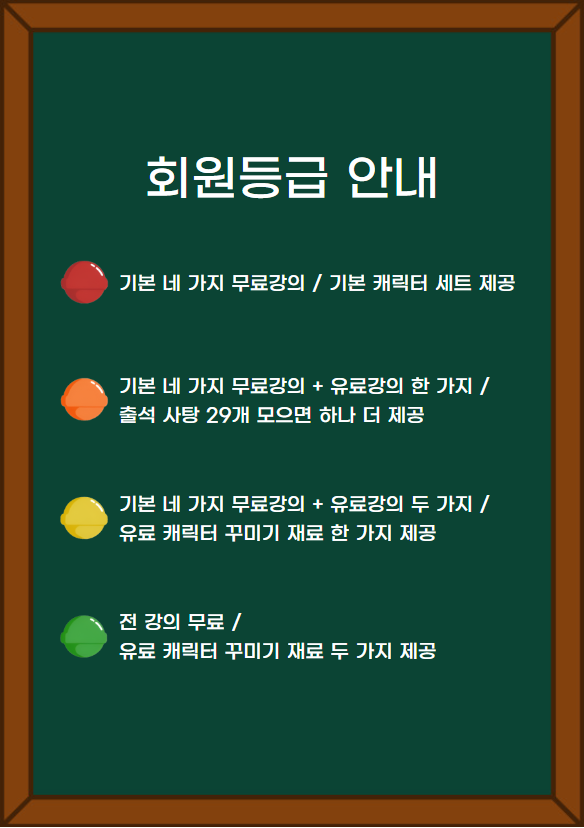 회원등급 안내
기본 네 가지 무료강의 / 기본 캐릭터 세트 제공
기본 네 가지 무료강의 + 유료강의 한 가지 /
출석 사탕 29개 모으면 하나 더 제공
기본 네 가지 무료강의 + 유료강의 두 가지 /
유료 캐릭터 꾸미기 재료 한 가지 제공
전 강의 무료 /
유료 캐릭터 꾸미기 재료 두 가지 제공